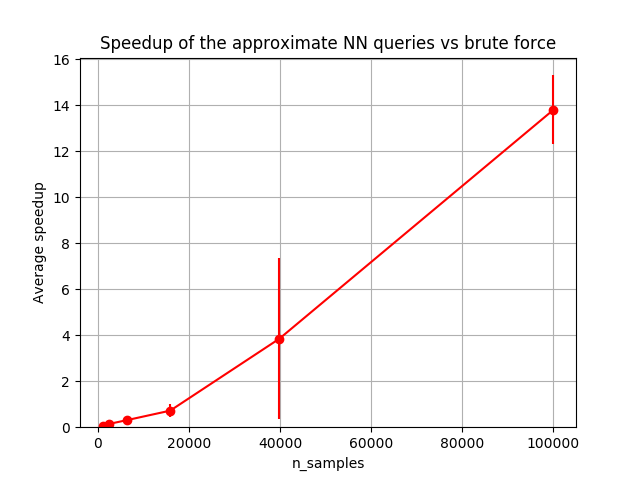 Speedup of the approximate NN queries vs brute force
16
14
12
10
8
6
4
2
0
Average speedup
0 20000 40000 60000 80000 100000
n_samples